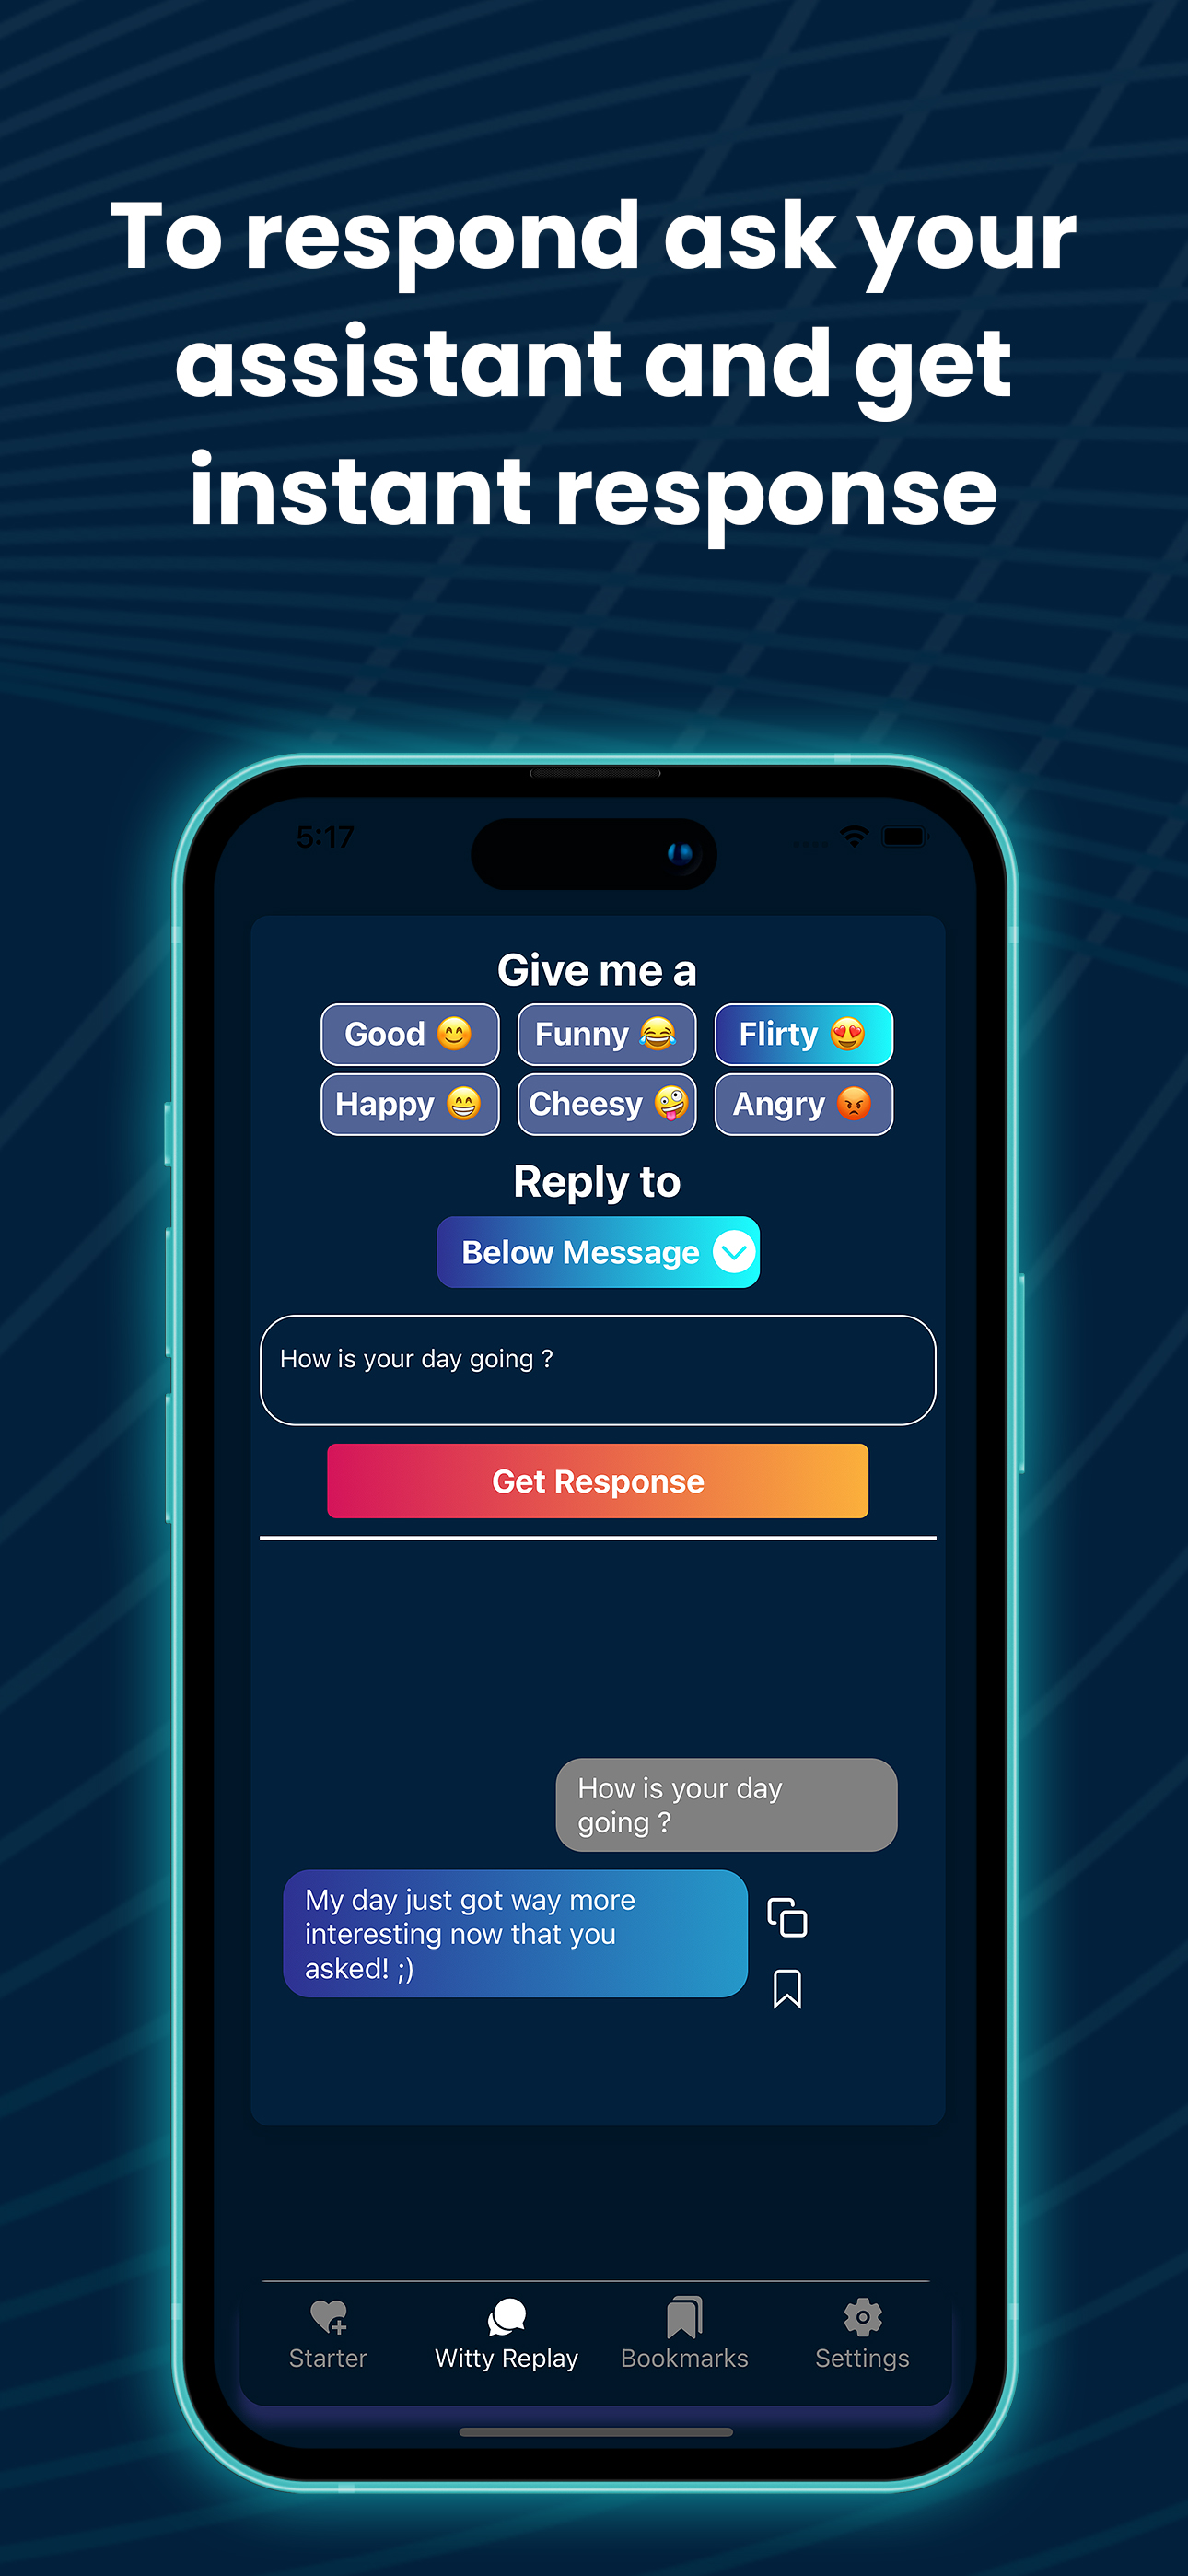 To respond ask your
assistant and get
instant response
5:17
Give me a
Good 😊 Funny 😂 Flirty 😍
Happy 😁 Cheesy 🤪 Angry 😡
Reply to
Below Message
How is your day going ?
Get Response
How is your day
going ?
My day just got way more
interesting now that you
asked! ;)
Starter Witty Replay Bookmarks Settings